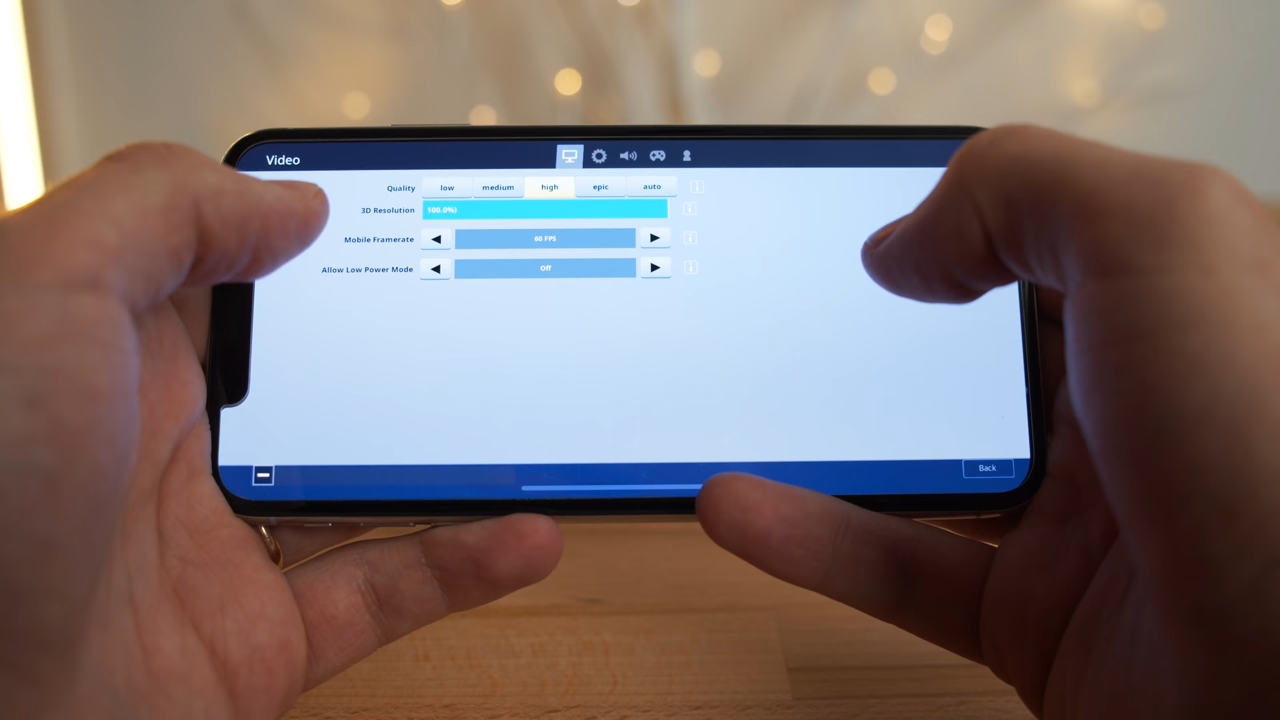 Video
Quality low medium high epic auto
3D Resolution 100.0%)
Mobile Framerate 60 FPS
Allow Low Power Mode Off
Back